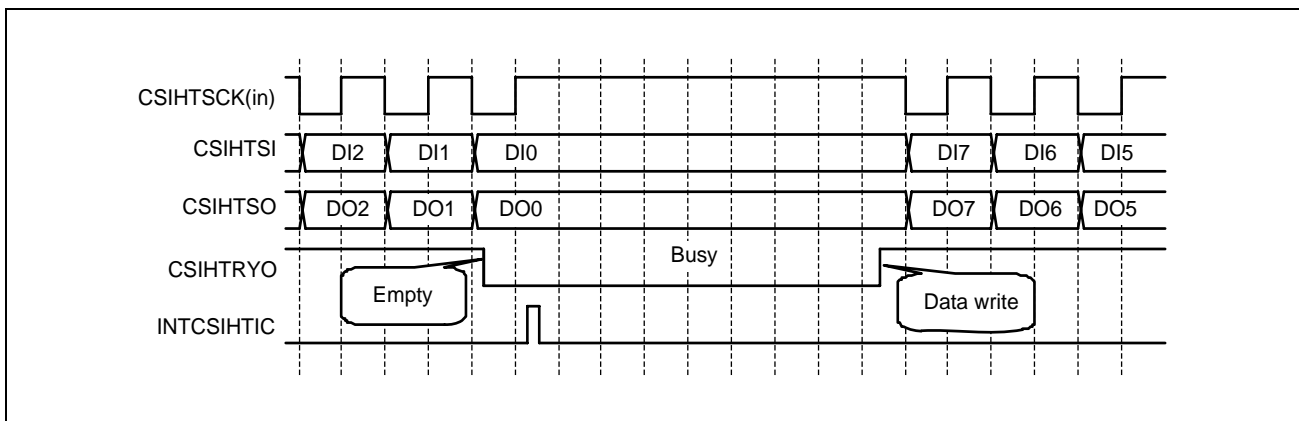 CSIHTSCK(in)
CSIHTSI DI2 DI1 DI0 DI7 DI6 DI5
CSIHTSO DO2 DO1 DO0 DO7 DO6 DO5
CSIHTRYO Busy
Empty Data write
INTCSIHTIC